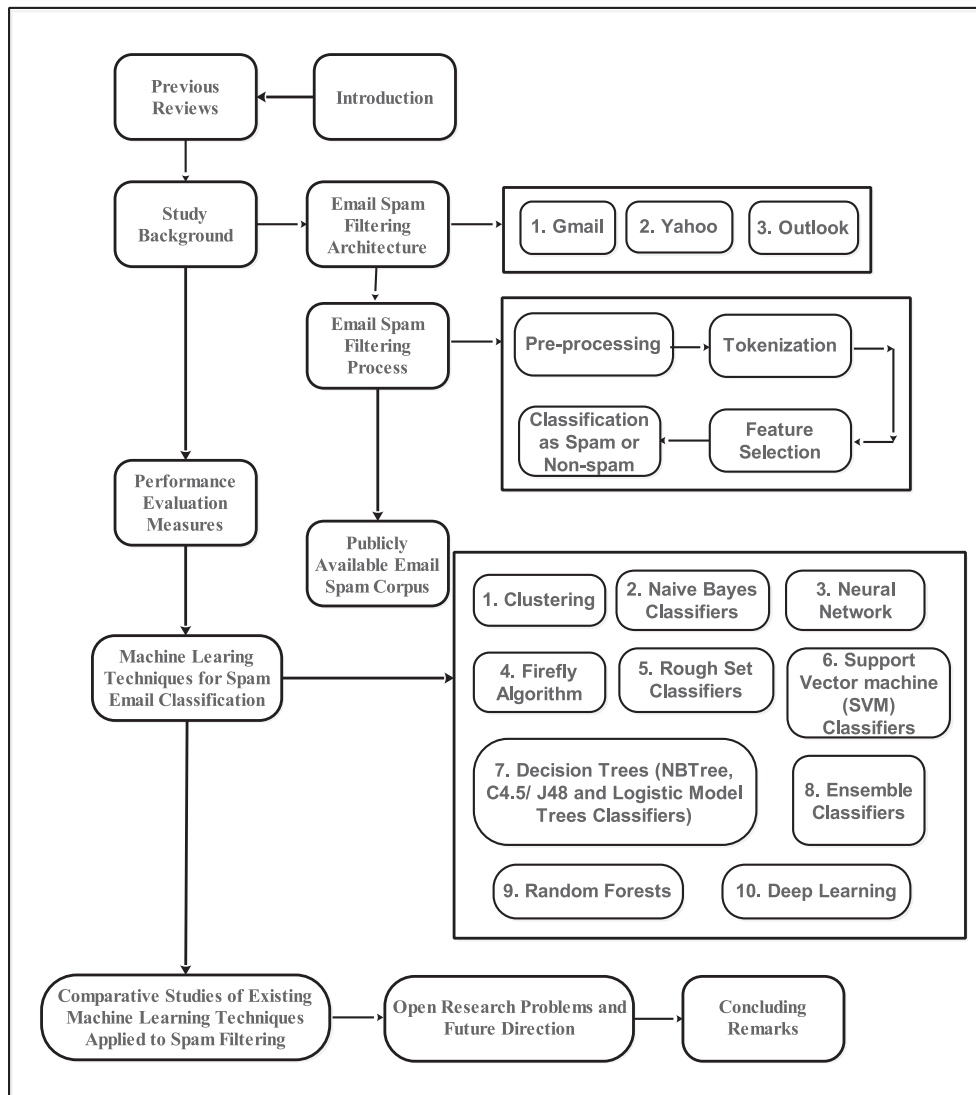 Previous
Reviews
Introduction
Study
Background
Email Spam
Filtering
Architecture
1. Gmail
2. Yahoo
3. Outlook
Email Spam
Filtering
Process
Pre-processing
Tokenization
Classification
as Spam or
Non-spam
Feature
Selection
Performance
Evaluation
Measures
Publicly
Available Email
Spam Corpus
Machine Learing
Techniques for Spam
Email Classification
1. Clustering
2. Naive Bayes
Classifiers
3. Neural
Network
4. Firefly
Algorithm
5. Rough Set
Classifiers
6. Support
Vector machine
(SVM)
Classifiers
7. Decision Trees (NBTree,
C4.5/ J48 and Logistic Model
Trees Classifiers)
8. Ensemble
Classifiers
9. Random Forests
10. Deep Learning
Comparative Studies of Existing
Machine Learning Techniques
Applied to Spam Filtering
Open Research Problems and
Future Direction
Concluding
Remarks